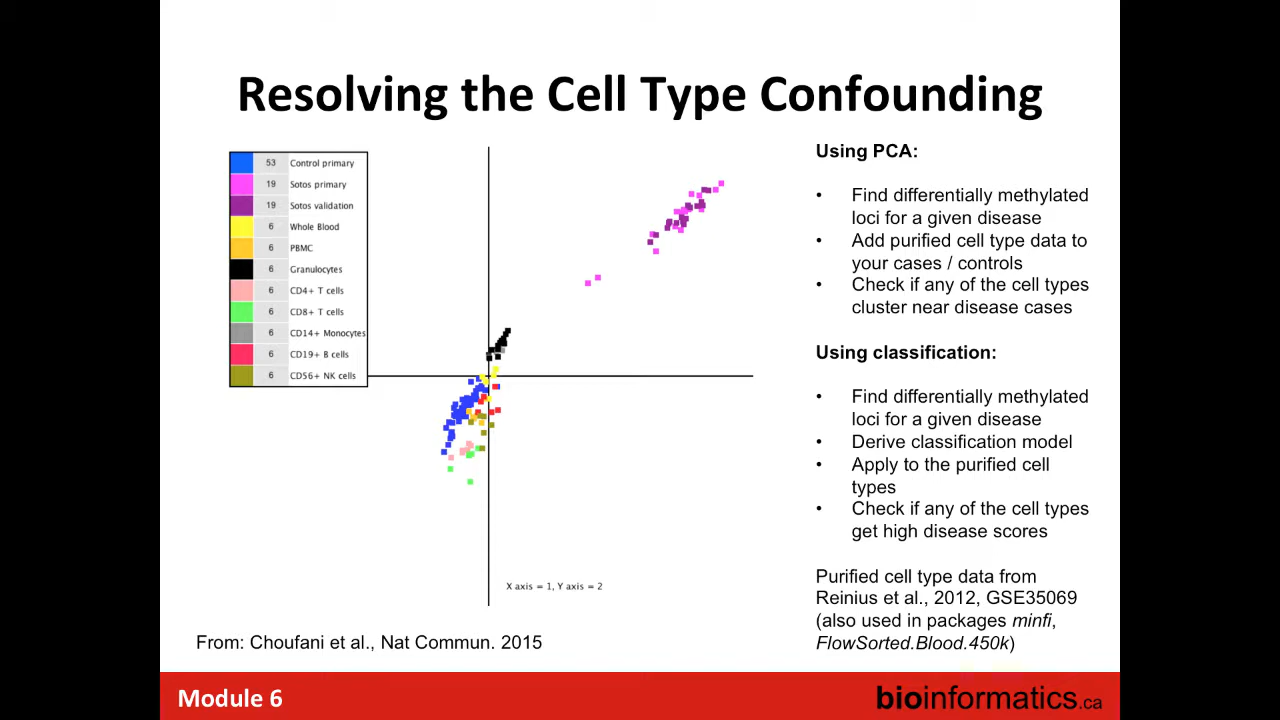 Resolving the Cell Type Confounding
53 Control primary
19 Sotos primary
19 Sotos validation
6 Whole Blood
6 PBMC
6 Granulocytes
6 CD4+ T cells
6 CD8+ T cells
6 CD14+ Monocytes
6 CD19+ B cells
6 CD56+ NK cells
X axis = 1, Y axis = 2
From: Choufani et al., Nat Commun. 2015
Using PCA:
• Find differentially methylated
loci for a given disease
• Add purified cell type data to
your cases / controls
• Check if any of the cell types
cluster near disease cases
Using classification:
• Find differentially methylated
loci for a given disease
• Derive classification model
• Apply to the purified cell
types
• Check if any of the cell types
get high disease scores
Purified cell type data from
Reinius et al., 2012, GSE35069
(also used in packages minfi,
FlowSorted.Blood.450k)
Module 6
bioinformatics.ca